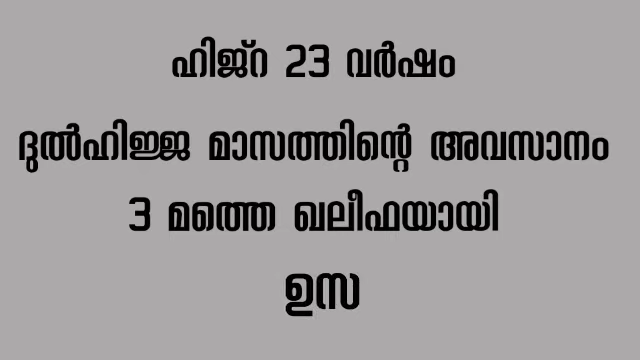 ഹിജ്റ 23 വർഷം
ദുൽഹിജ്ജ മാസത്തിന്റെ അവസാനം
3 മത്തെ ഖലീഫയായി
ഉസ